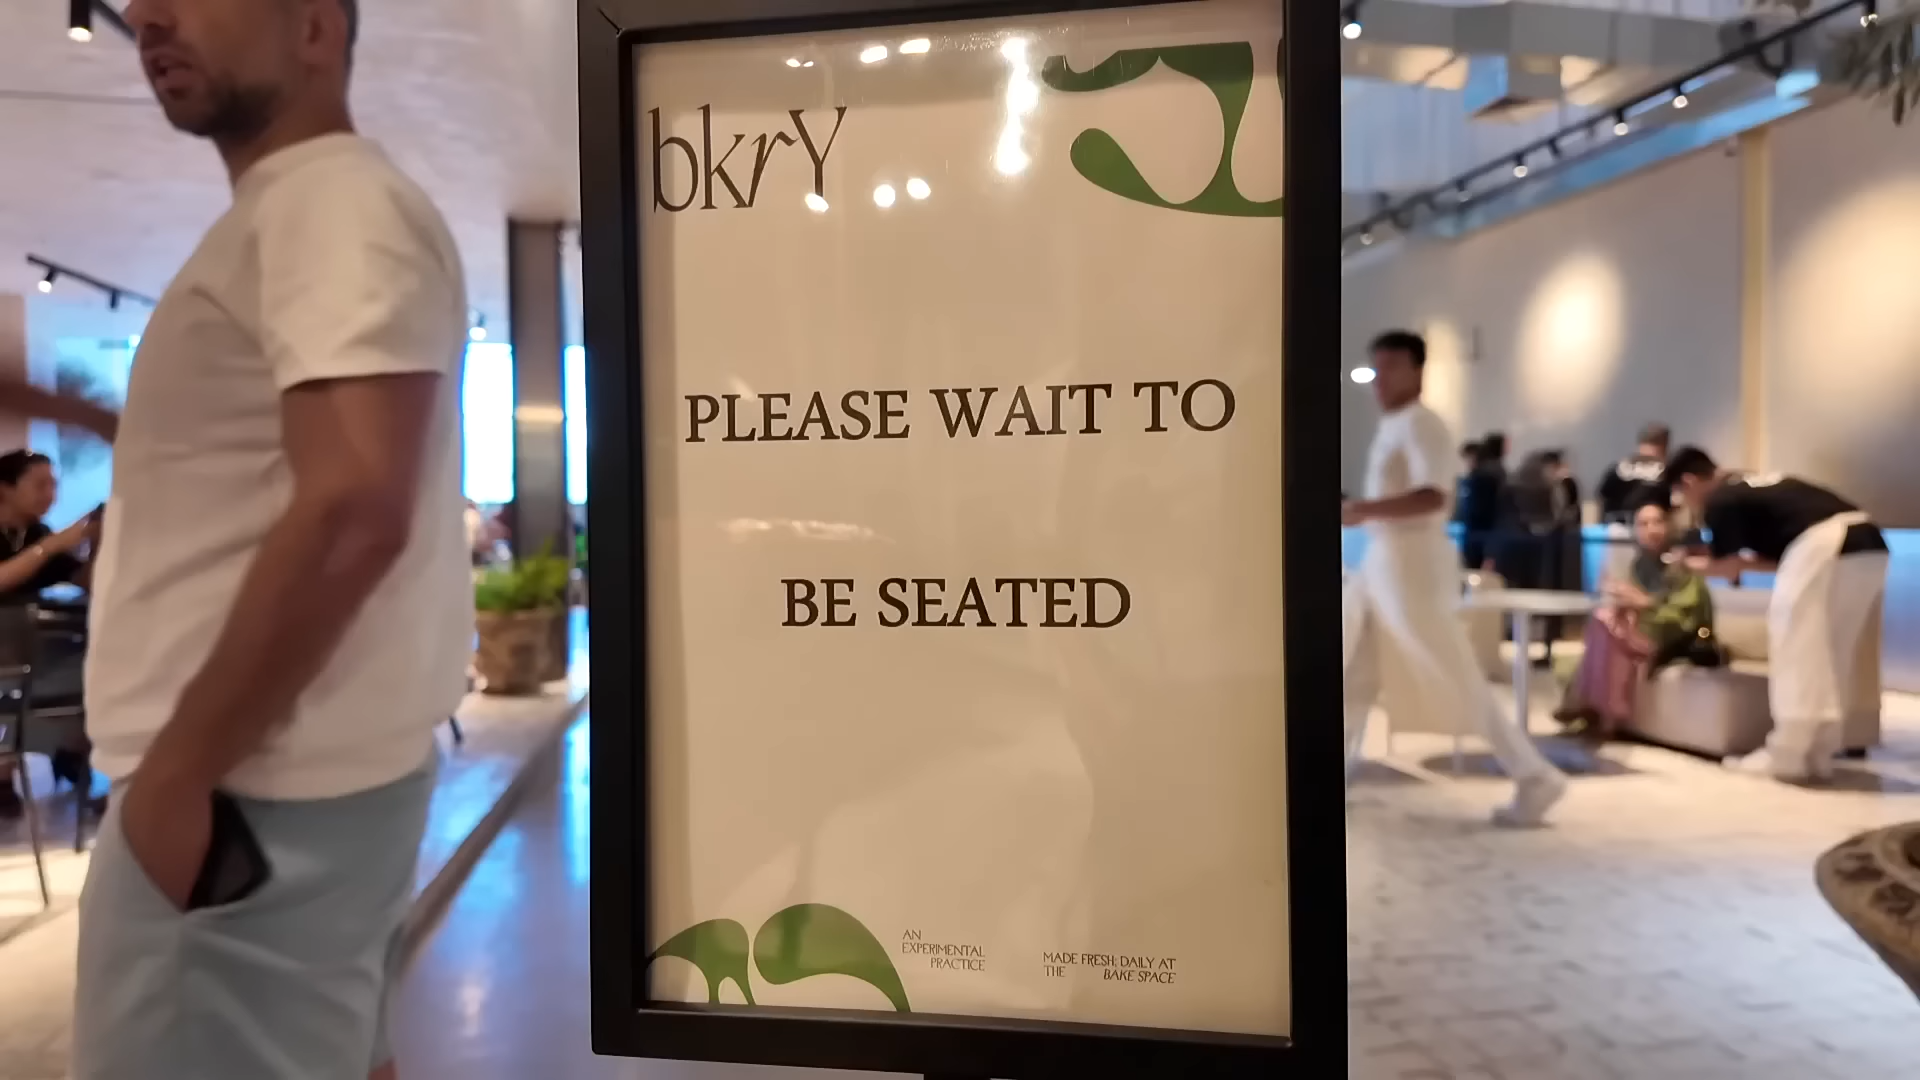 bkrY
PLEASE WAIT TO
BE SEATED
AN
EXPERIMENTAL
PRACTICE
MADE FRESH; DAILY AT
THE BAKE SPACE